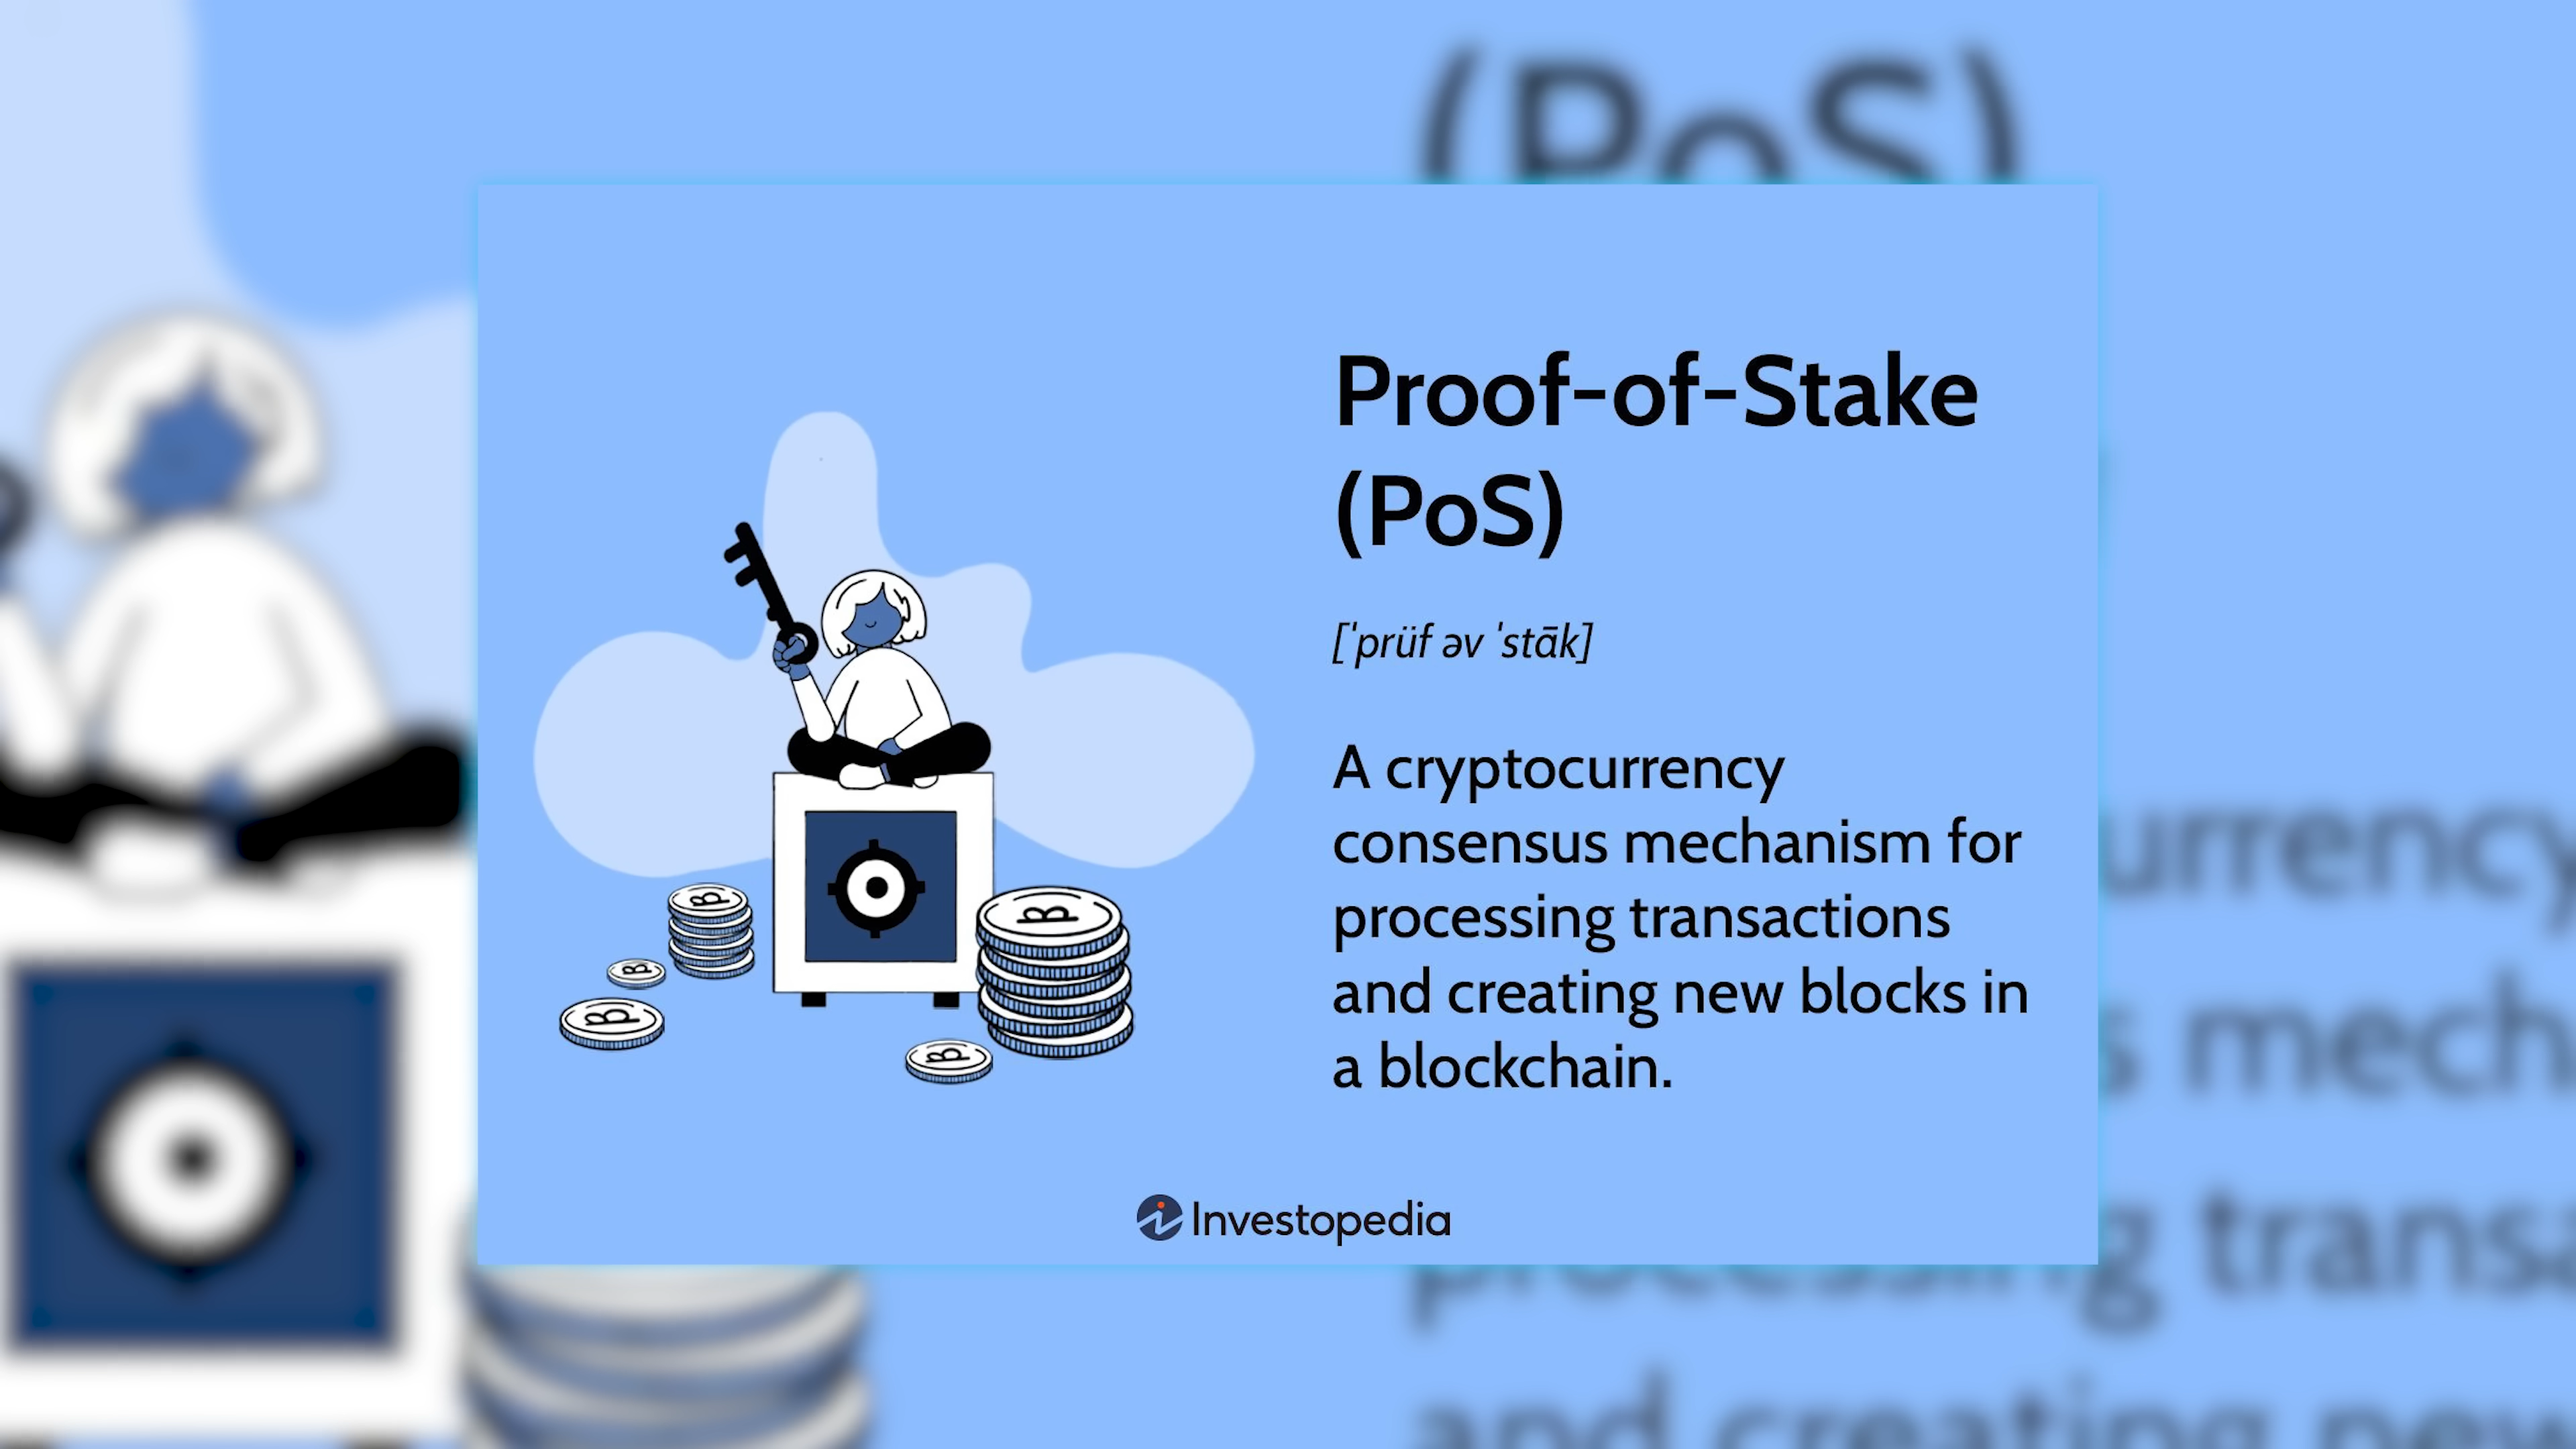 Proof-of-Stake
(PoS)
[ˈprüf əv ˈstāk]
A cryptocurrency
consensus mechanism for
processing transactions
and creating new blocks in
a blockchain.
Investopedia